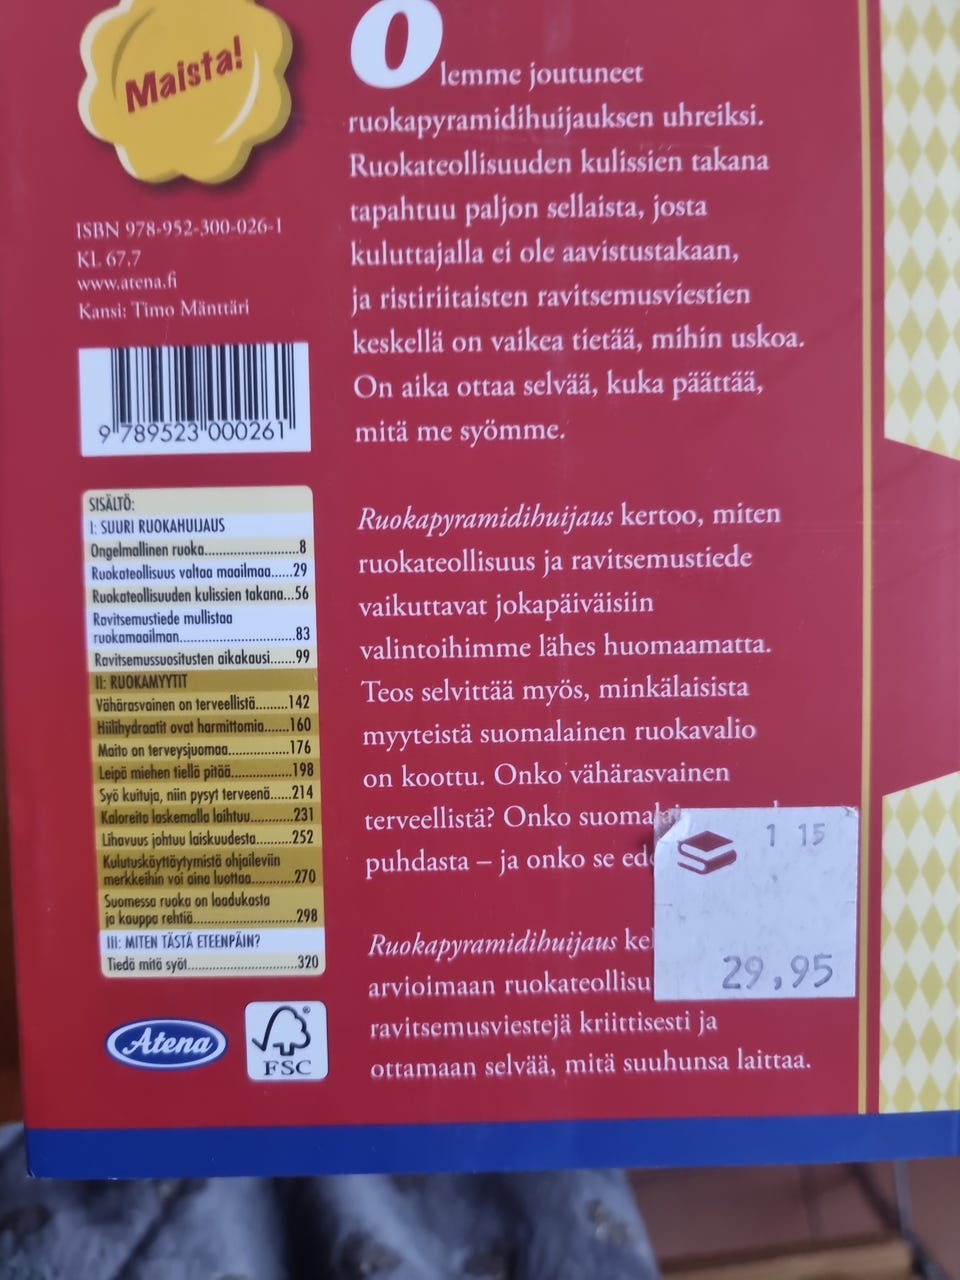 Maista!
ISBN 978-952-300-026-1
KL 67.7
www.atena.fi
Kansi: Timo Mänttäri
9 789523 000261
SISÄLTÖ:
I: SUURI RUOKAHUIJAUS
Ongelmallinen ruoka..........................8
Ruokateollisuus valtaa maailmaa......29
Ruokateollisuuden kulissien takana...56
Ravitsemustiede mullistaa
ruokamaailman................................83
Ravitsemussuositusten aikakausi.......99
II: RUOKAMYYTIT
Vähärasvainen on terveellistä.........142
Hiilihydraatit ovat harmittomia.......160
Maito on terveysjuomaa.................176
Leipä miehen tiellä pitää.................198
Syö kuituja, niin pysyt terveenä......214
Kaloreita laskemalla laihtuu............231
Lihavuus johtuu laiskuudesta..........252
Kulutuskäyttäytymistä ohjaileviin
merkkeihin voi aina luottaa............270
Suomessa ruoka on laadukasta
ja kauppa rehtiä.............................298
III: MITEN TÄSTÄ ETEENPÄIN?
Tiedä mitä syöt...............................320
Atena
FSC
Olemme joutuneet
ruokapyramidihuijauksen uhreiksi.
Ruokateollisuuden kulissien takana
tapahtuu paljon sellaista, josta
kuluttajalla ei ole aavistustakaan,
ja ristiriitaisten ravitsemusviestien
keskellä on vaikea tietää, mihin uskoa.
On aika ottaa selvää, kuka päättää,
mitä me syömme.
Ruokapyramidihuijaus kertoo, miten
ruokateollisuus ja ravitsemustiede
vaikuttavat jokapäiväisiin
valintoihimme lähes huomaamatta.
Teos selvittää myös, minkälaisista
myyteistä suomalainen ruokavalio
on koottu. Onko vähärasvainen
terveellistä? Onko
puhdasta – ja onko se
Ruokapyramidihuijaus
arvioimaan
ravitsemusviestejä kriittisesti ja
ottamaan selvää, mitä suuhunsa laittaa.
1 15
29,95